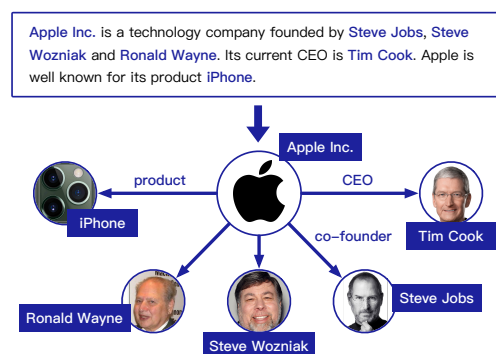 Apple Inc. is a technology company founded by Steve Jobs, Steve
Wozniak and Ronald Wayne. Its current CEO is Tim Cook. Apple is
well known for its product iPhone.
Apple Inc.
product
CEO
iPhone
co-founder
Tim Cook
Steve Jobs
Ronald Wayne
Steve Wozniak